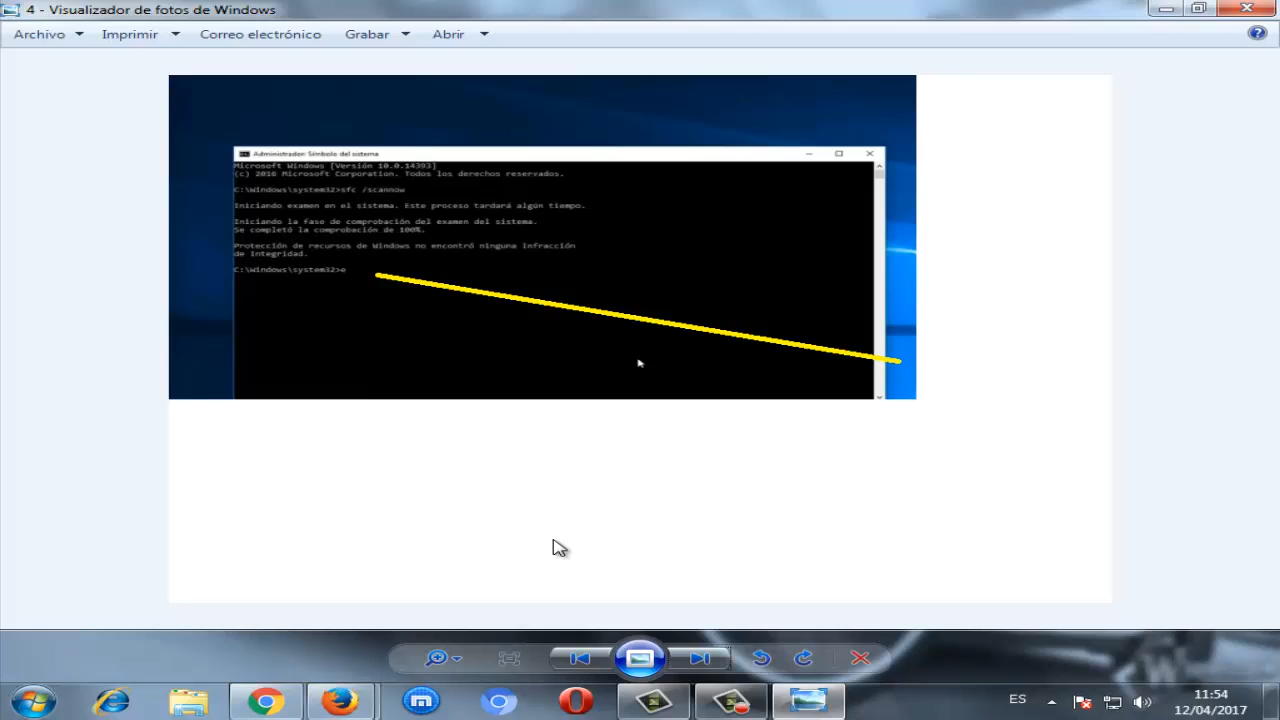 4 - Visualizador de fotos de Windows
Archivo Imprimir Correo electrónico Grabar Abrir
Administrador: Símbolo del sistema
Microsoft Windows [Versión 10.0.14393]
(c) 2016 Microsoft Corporation. Todos los derechos reservados.
C:\Windows\system32>sfc /scannow
Iniciando examen en el sistema. Este proceso tardará algún tiempo.
Iniciando la fase de comprobación del examen del sistema.
Se completó la comprobación de 100%.
Protección de recursos de Windows no encontró ninguna infracción
de integridad.
C:\Windows\system32>e
ES
11:54
12/04/2017